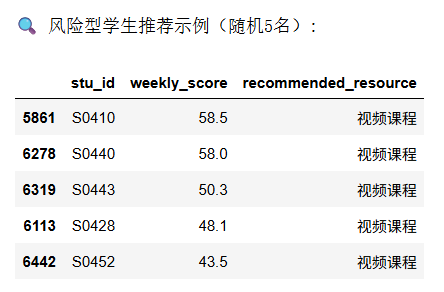 🔍 风险型学生推荐示例（随机5名）:
stu_id weekly_score recommended_resource
5861 S0410 58.5 视频课程
6278 S0440 58.0 视频课程
6319 S0443 50.3 视频课程
6113 S0428 48.1 视频课程
6442 S0452 43.5 视频课程